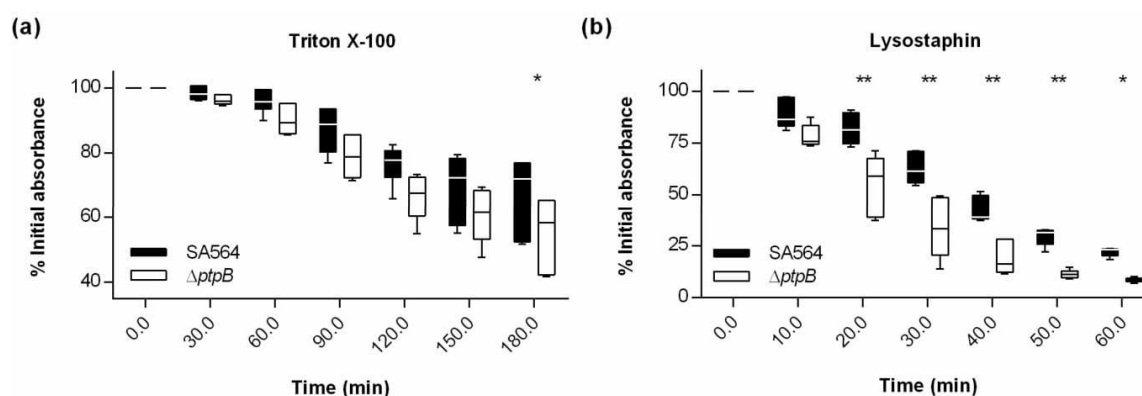 (a)
Triton X-100
*
% Initial absorbance
100
80
60
40
SA564
ΔptpB
0.0
30.0
60.0
90.0
120.0
150.0
180.0
Time (min)
(b)
Lysostaphin
** ** ** ** *
% Initial absorbance
100
75
50
25
0
SA564
ΔptpB
0.0
10.0
20.0
30.0
40.0
50.0
60.0
Time (min)